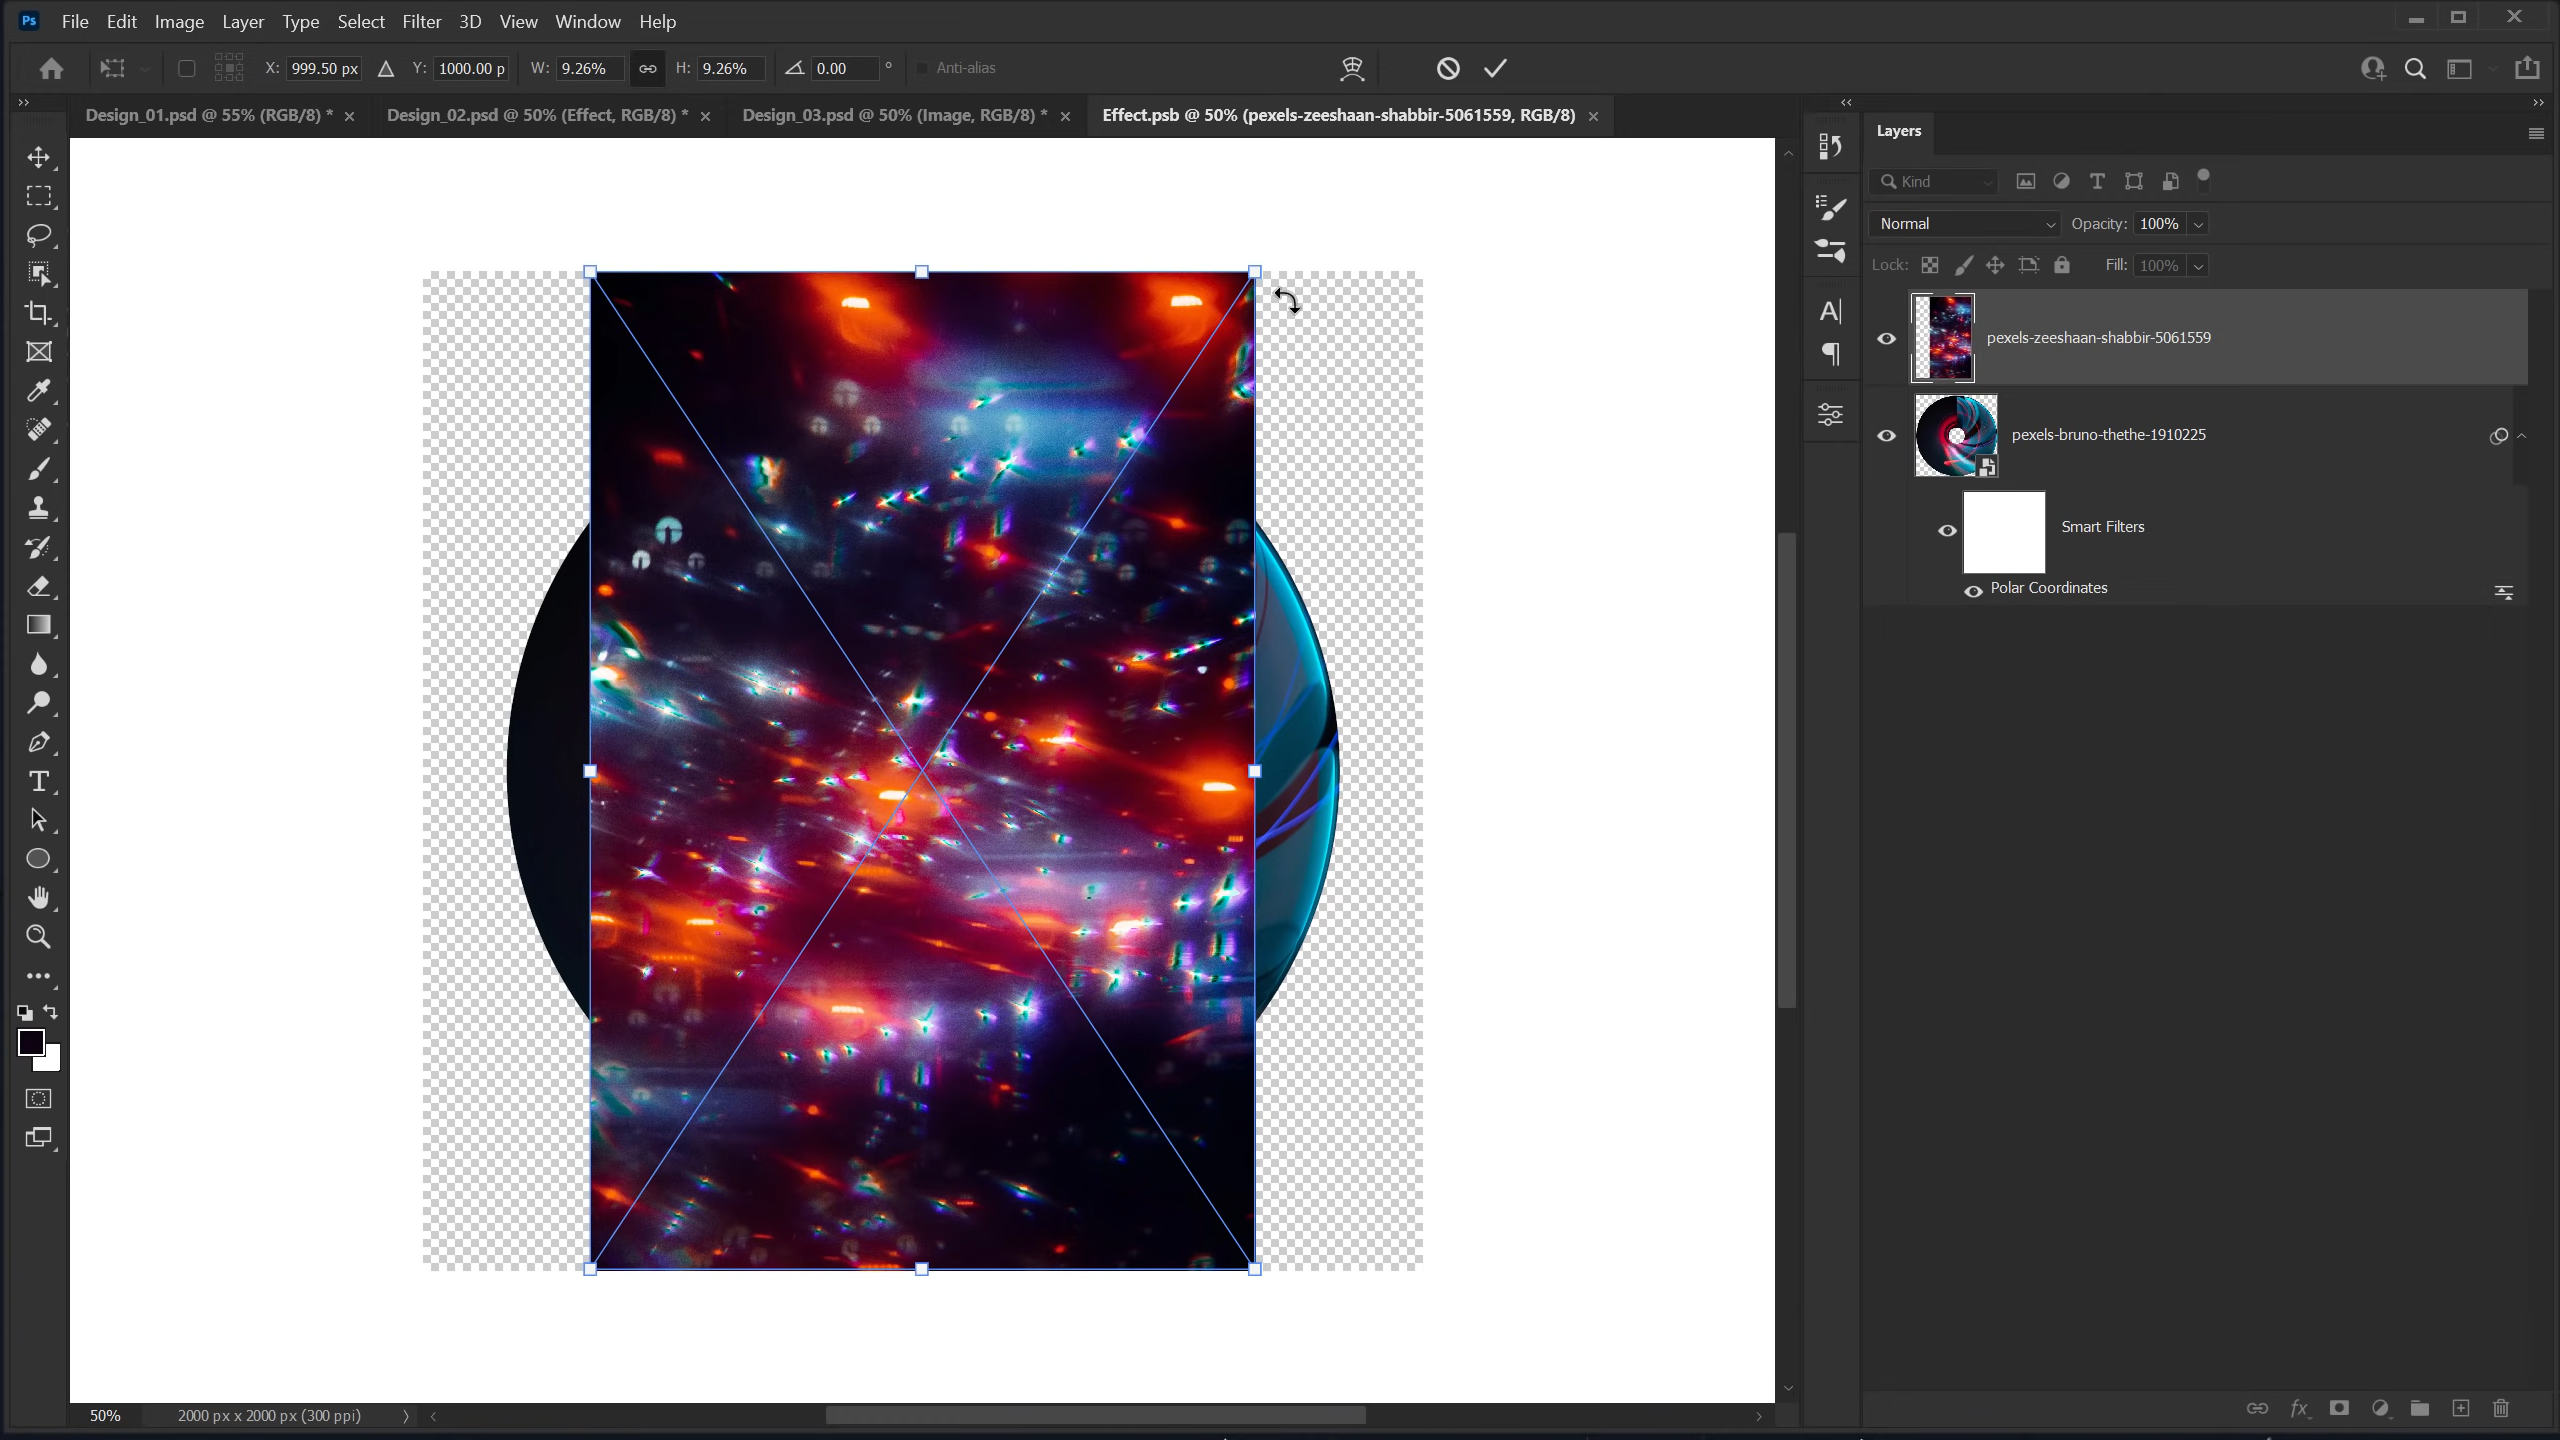 Ps File Edit Image Layer Type Select Filter 3D View Window Help
X: 999.50 px Y: 1000.00 p W: 9.26% H: 9.26% 0.00 ° Anti-alias
Design_01.psd @ 55% (RGB/8) * × Design_02.psd @ 50% (Effect, RGB/8) * × Design_03.psd @ 50% (Image, RGB/8) * × Effect.psb @ 50% (pexels-zeeshaan-shabbir-5061559, RGB/8) ×
Layers
Kind
Normal Opacity: 100%
Lock: Fill: 100%
pexels-zeeshaan-shabbir-5061559
pexels-bruno-thethe-1910225
Smart Filters
Polar Coordinates
fx
50% 2000 px x 2000 px (300 ppi)